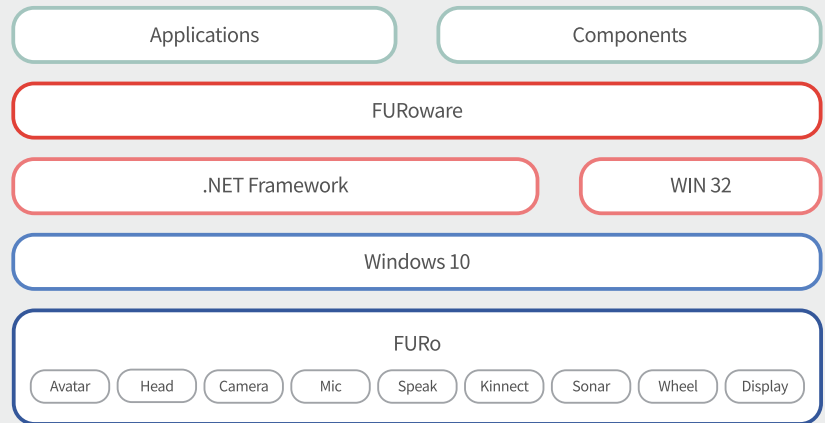 Applications Components
FURoware
.NET Framework WIN 32
Windows 10
FURo
Avatar Head Camera Mic Speak Kinnect Sonar Wheel Display